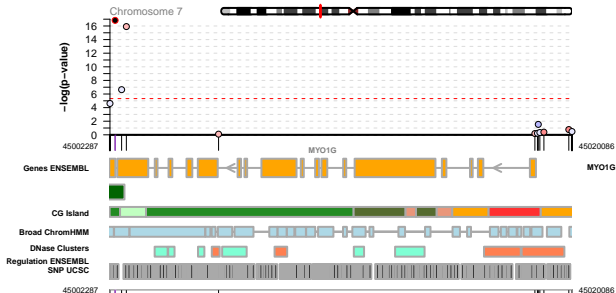 Chromosome 7
16
14
12
10
8
6
4
2
0
−log(p−value)
45002287
45020086
MYO1G
Genes ENSEMBL
MYO1G
CG Island
Broad ChromHMM
DNase Clusters
Regulation ENSEMBL
SNP UCSC
45002287
45020086